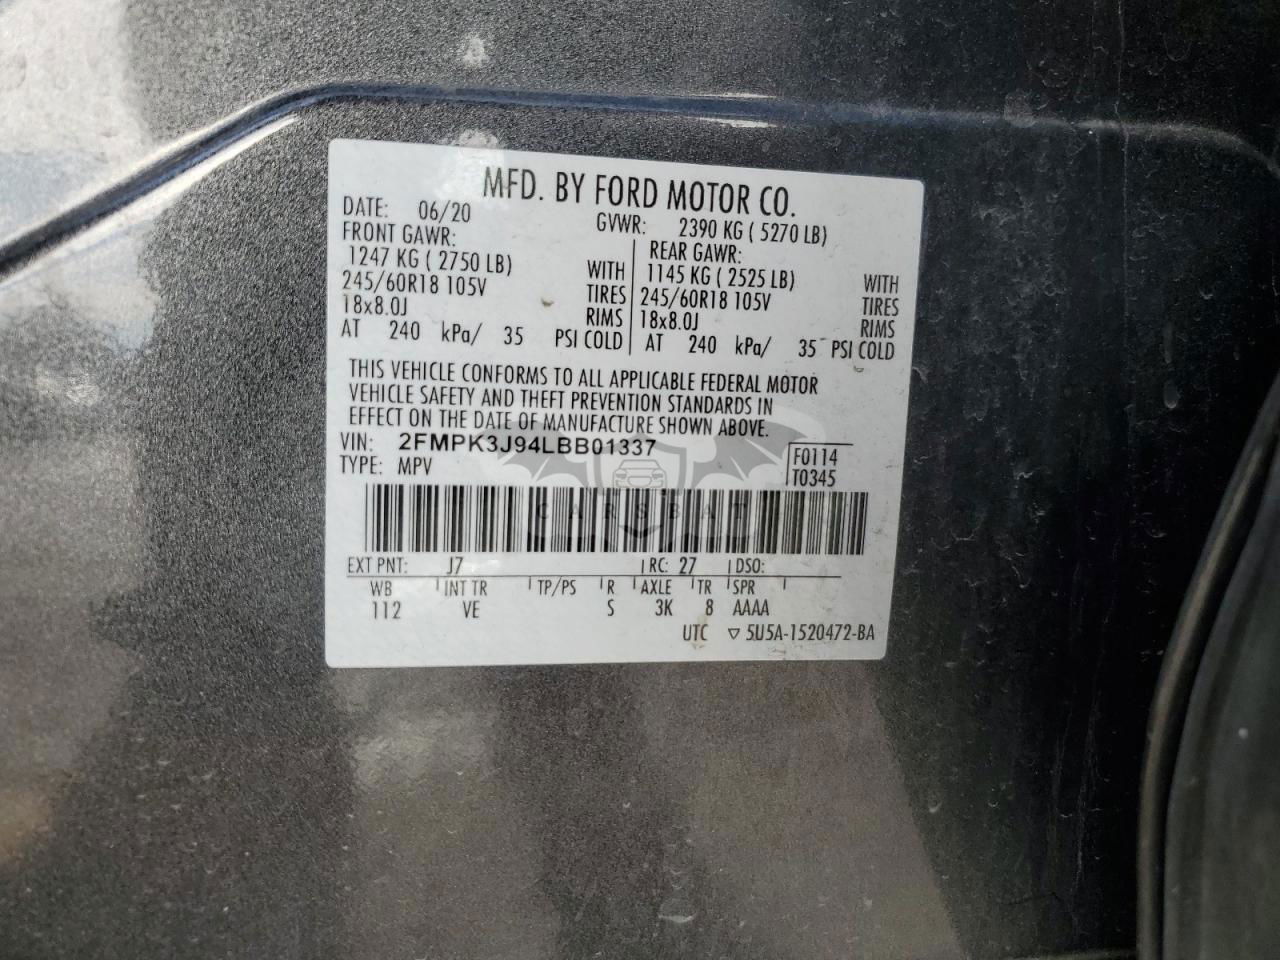 MFD. BY FORD MOTOR CO.
DATE: 06/20 GVWR: 2390 KG ( 5270 LB)
FRONT GAWR: REAR GAWR:
1247 KG ( 2750 LB) WITH 1145 KG ( 2525 LB) WITH
245/60R18 105V TIRES 245/60R18 105V TIRES
18x8.0J RIMS 18x8.0J RIMS
AT 240 kPa/ 35 PSI COLD AT 240 kPa/ 35 PSI COLD
THIS VEHICLE CONFORMS TO ALL APPLICABLE FEDERAL MOTOR
VEHICLE SAFETY AND THEFT PREVENTION STANDARDS IN
EFFECT ON THE DATE OF MANUFACTURE SHOWN ABOVE.
VIN: 2FMPK3J94LBB01337
TYPE: MPV
F0114
T0345
CARSBAT
EXT PNT: J7 RC: 27 DSO:
WB INT TR TP/PS R AXLE TR SPR
112 VE S 3K 8 AAAA
UTC ▽ 5U5A-1520472-BA